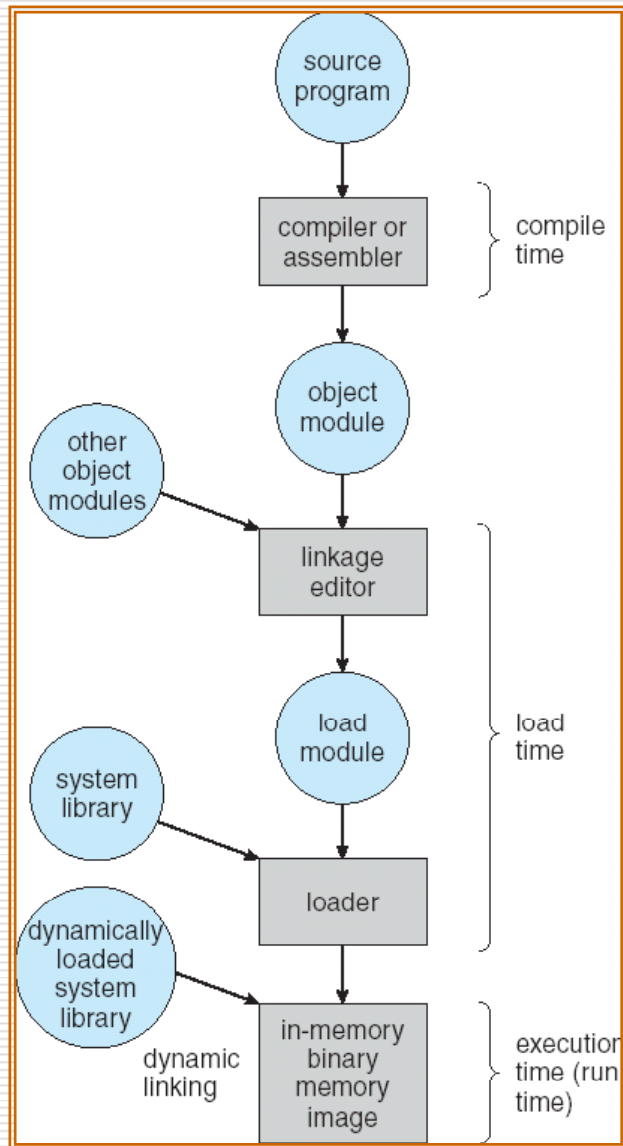 source
program
compiler or
assembler
compile
time
object
module
other
object
modules
linkage
editor
load
module
load
time
system
library
loader
dynamically
loaded
system
library
dynamic
linking
in-memory
binary
memory
image
execution
time (run
time)